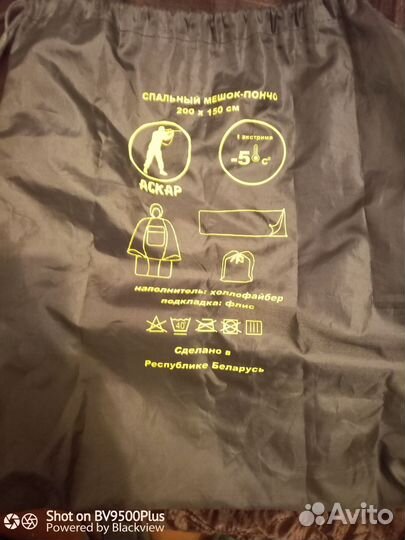 СПАЛЬНЫЙ МЕШОК-ПОНЧО
200 х 150 см
t экстрима
-5 С°
АСКАР
наполнитель: холлофайбер
подкладка: флис
40
Сделано в
Республике Беларусь
Shot on BV9500Plus
Powered by Blackview
Avito